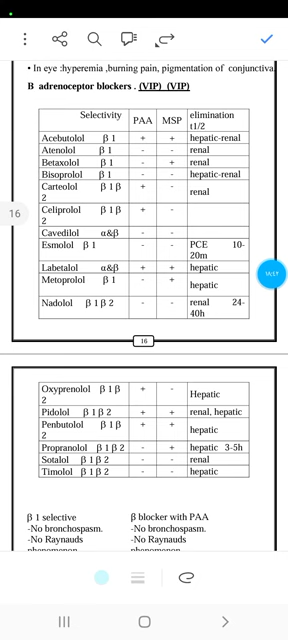 • In eye :hyperemia ,burning pain, pigmentation of conjunctiva
B adrenoceptor blockers . (VIP) (VIP)
Selectivity PAA MSP elimination t1/2
Acebutolol β 1 + + hepatic-renal
Atenolol β 1 - - renal
Betaxolol β 1 - + renal
Bisoprolol β 1 - - hepatic-renal
Carteolol β 1 β 2 + - renal
Celiprolol β 1 β 2 + -
Cavedilol α&β - -
Esmolol β 1 - - PCE 10-20m
Labetalol α&β + + hepatic
Metoprolol β 1 - + hepatic
Nadolol β 1 β 2 - - renal 24-40h
16
16
Oxyprenolol β 1 β 2 + - Hepatic
Pidolol β 1 β 2 + + renal, hepatic
Penbutolol β 1 β 2 + + hepatic
Propranolol β 1 β 2 - + hepatic 3-5h
Sotalol β 1 β 2 - - renal
Timolol β 1 β 2 - - hepatic
β 1 selective
-No bronchospasm.
-No Raynauds
phenomenon
β blocker with PAA
-No bronchospasm.
-No Raynauds
phenomenon